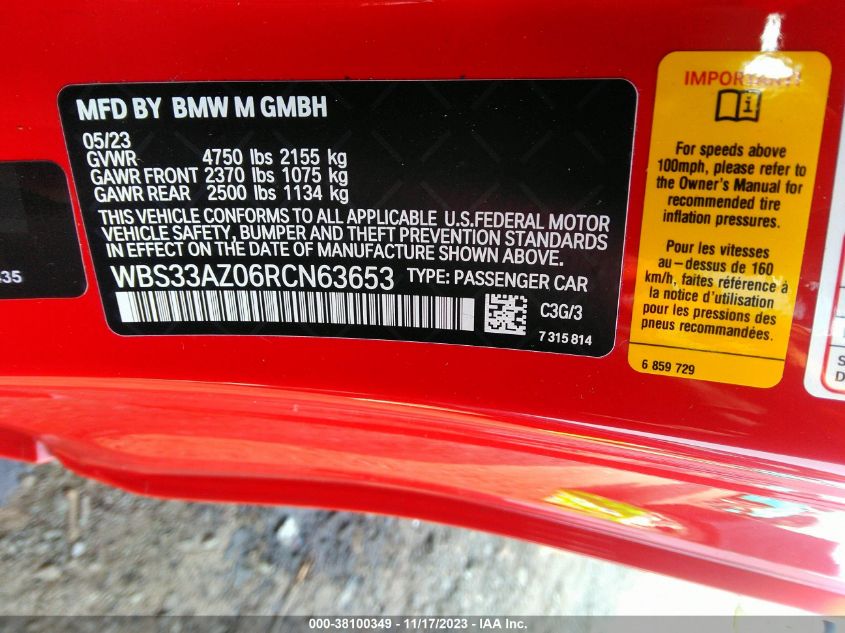 MFD BY BMW M GMBH
05/23
GVWR 4750 lbs 2155 kg
GAWR FRONT 2370 lbs 1075 kg
GAWR REAR 2500 lbs 1134 kg
THIS VEHICLE CONFORMS TO ALL APPLICABLE U.S.FEDERAL MOTOR
VEHICLE SAFETY, BUMPER AND THEFT PREVENTION STANDARDS
IN EFFECT ON THE DATE OF MANUFACTURE SHOWN ABOVE.
WBS33AZ06RCN63653 TYPE: PASSENGER CAR
C3G/3
7 315 814
IMPORTANT!
For speeds above
100mph, please refer to
the Owner's Manual for
recommended tire
inflation pressures.
Pour les vitesses
au-dessus de 160
km/h, faites référence à
la notice d'utilisation
pour les pressions des
pneus recommandées.
6 859 729
435
S
D
000-38100349 - 11/17/2023 - IAA Inc.